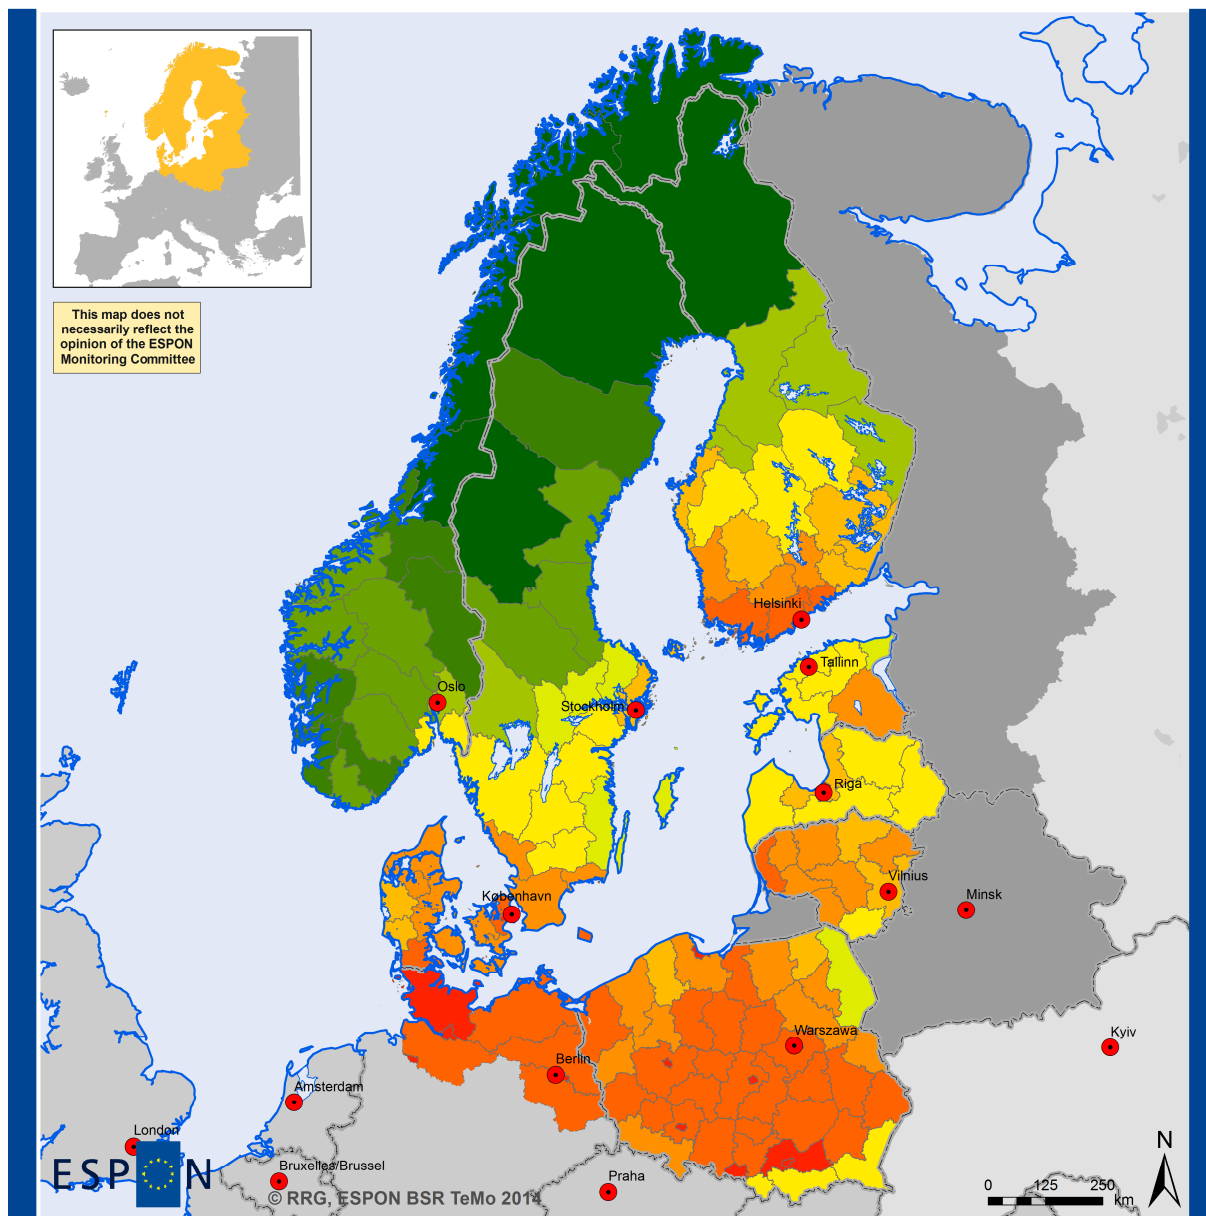 This map does not
necessarily reflect the
opinion of the ESPON
Monitoring Committee
Oslo
Helsinki
Tallinn
Stockholm
Riga
Vilnius
København
Minsk
Warszawa
Kyiv
Berlin
Amsterdam
London
Bruxelles/Brussel
Praha
ESPON
© RRG, ESPON BSR TeMo 2014
N
0 125 250
km